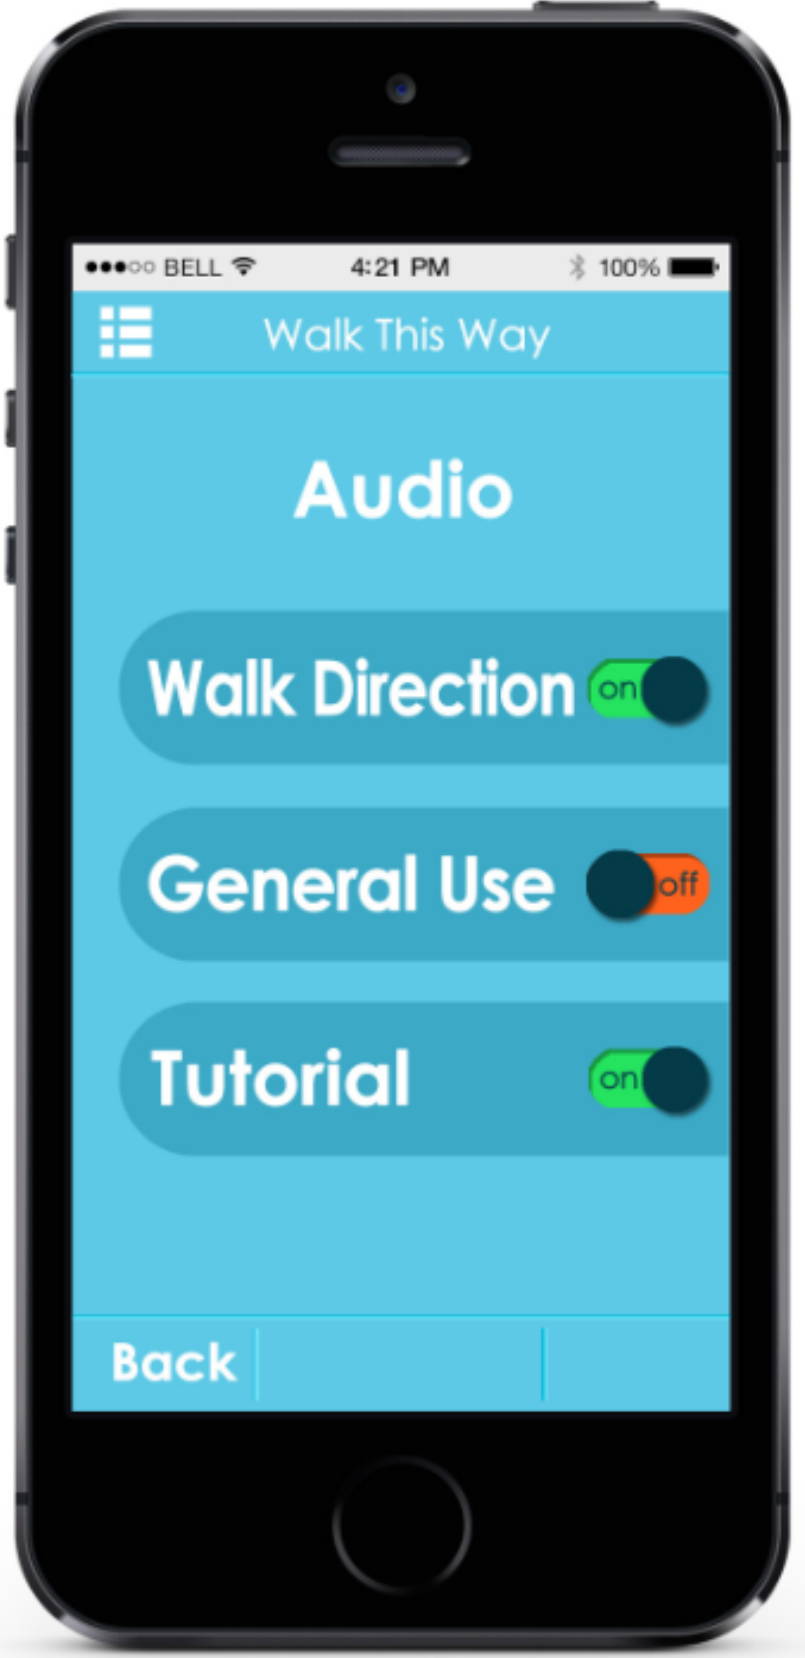 BELL 4:21 PM 100%
Walk This Way
Audio
Walk Direction on
General Use off
Tutorial on
Back